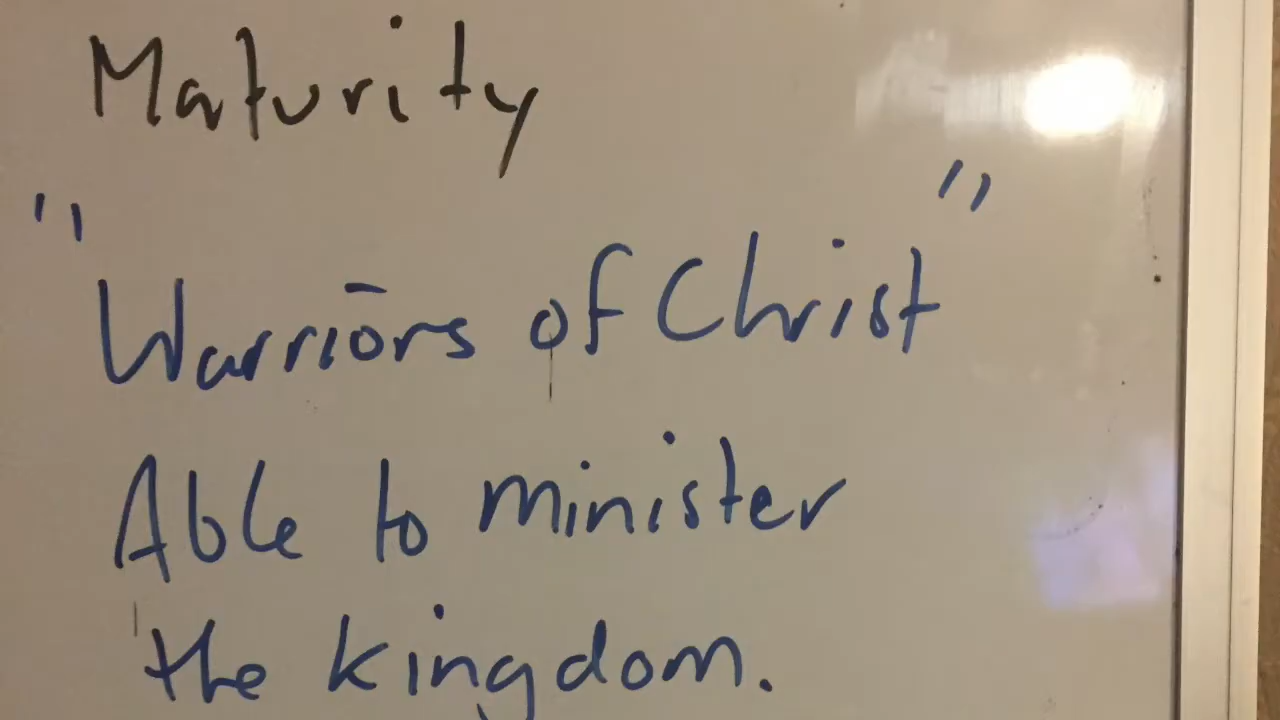 Maturity
"Warriors of Christ"
Able to minister
the kingdom.